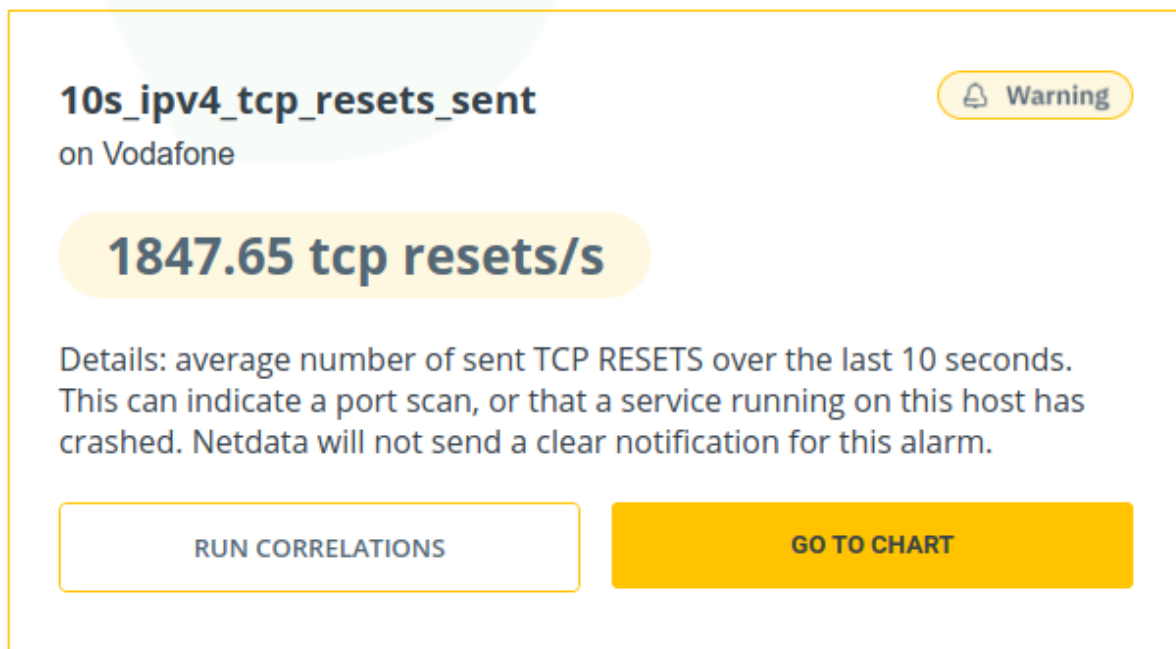 10s_ipv4_tcp_resets_sent
Warning
on Vodafone
1847.65 tcp resets/s
Details: average number of sent TCP RESETS over the last 10 seconds.
This can indicate a port scan, or that a service running on this host has
crashed. Netdata will not send a clear notification for this alarm.
RUN CORRELATIONS
GO TO CHART